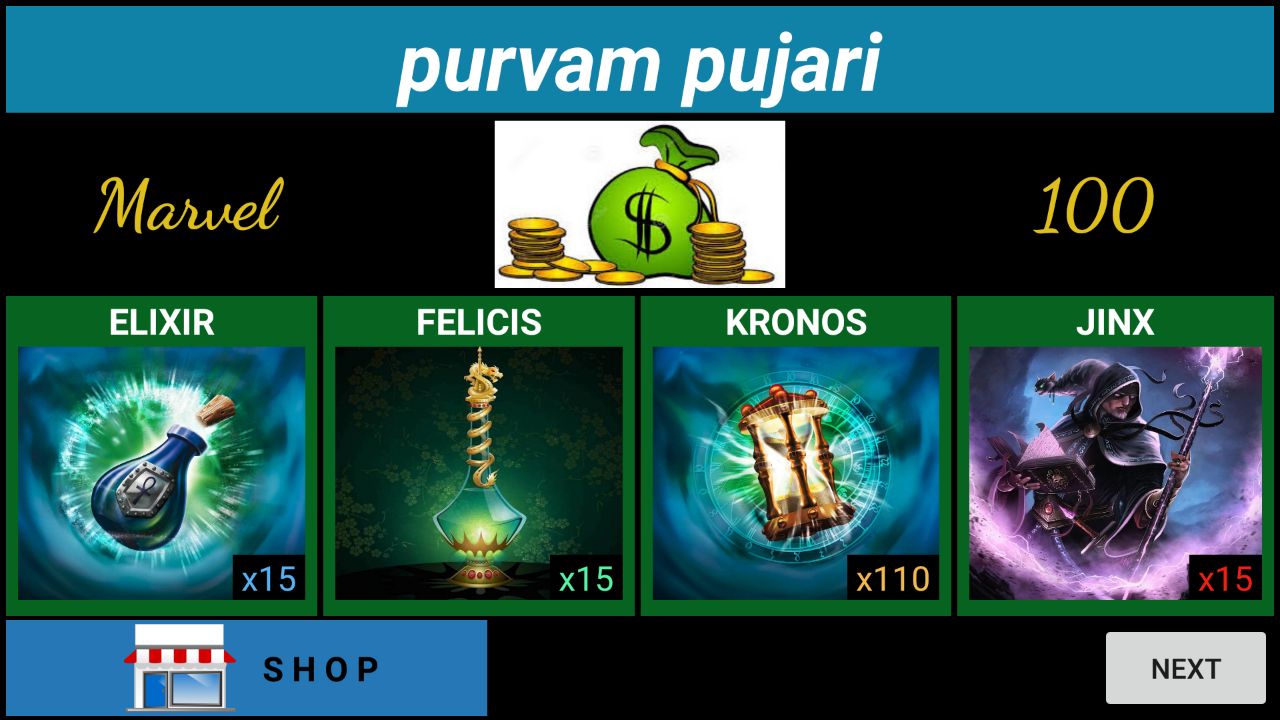 purvam pujari
Marvel
100
ELIXIR
FELICIS
KRONOS
JINX
x15
x15
x110
x15
SHOP
NEXT